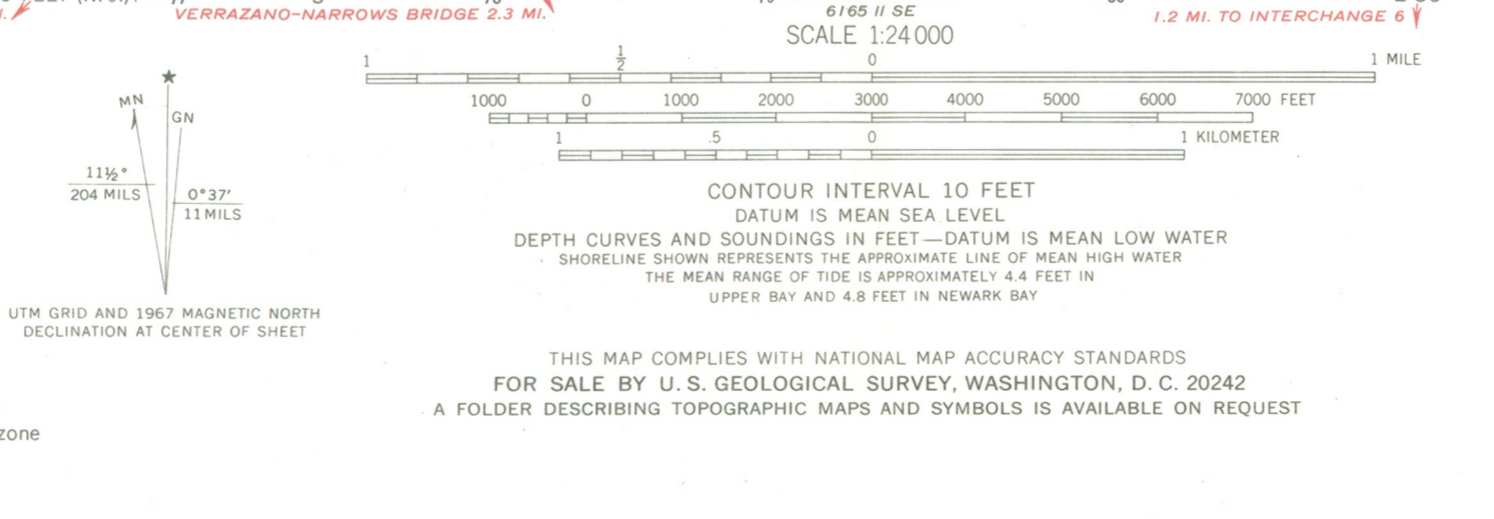 VERRAZANO-NARROWS BRIDGE 2.3 MI.
6165 II SE
1.2 MI. TO INTERCHANGE 6
SCALE 1:24 000
1 ½ 0 1 MILE
1000 0 1000 2000 3000 4000 5000 6000 7000 FEET
1 .5 0 1 KILOMETER
★
MN
GN
11½°
204 MILS
0°37′
11 MILS
UTM GRID AND 1967 MAGNETIC NORTH
DECLINATION AT CENTER OF SHEET
CONTOUR INTERVAL 10 FEET
DATUM IS MEAN SEA LEVEL
DEPTH CURVES AND SOUNDINGS IN FEET—DATUM IS MEAN LOW WATER
SHORELINE SHOWN REPRESENTS THE APPROXIMATE LINE OF MEAN HIGH WATER
THE MEAN RANGE OF TIDE IS APPROXIMATELY 4.4 FEET IN
UPPER BAY AND 4.8 FEET IN NEWARK BAY
THIS MAP COMPLIES WITH NATIONAL MAP ACCURACY STANDARDS
FOR SALE BY U. S. GEOLOGICAL SURVEY, WASHINGTON, D. C. 20242
A FOLDER DESCRIBING TOPOGRAPHIC MAPS AND SYMBOLS IS AVAILABLE ON REQUEST
zone